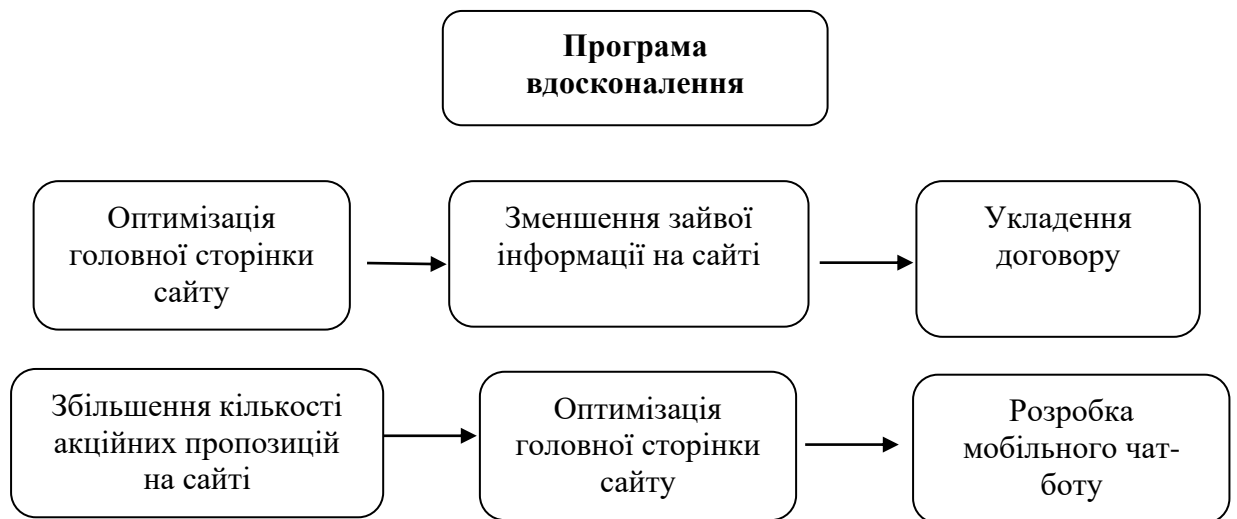 Програма
вдосконалення
Оптимізація
головної сторінки
сайту
Зменшення зайвої
інформації на сайті
Укладення
договору
Збільшення кількості
акційних пропозицій
на сайті
Оптимізація
головної сторінки
сайту
Розробка
мобільного чат-
боту